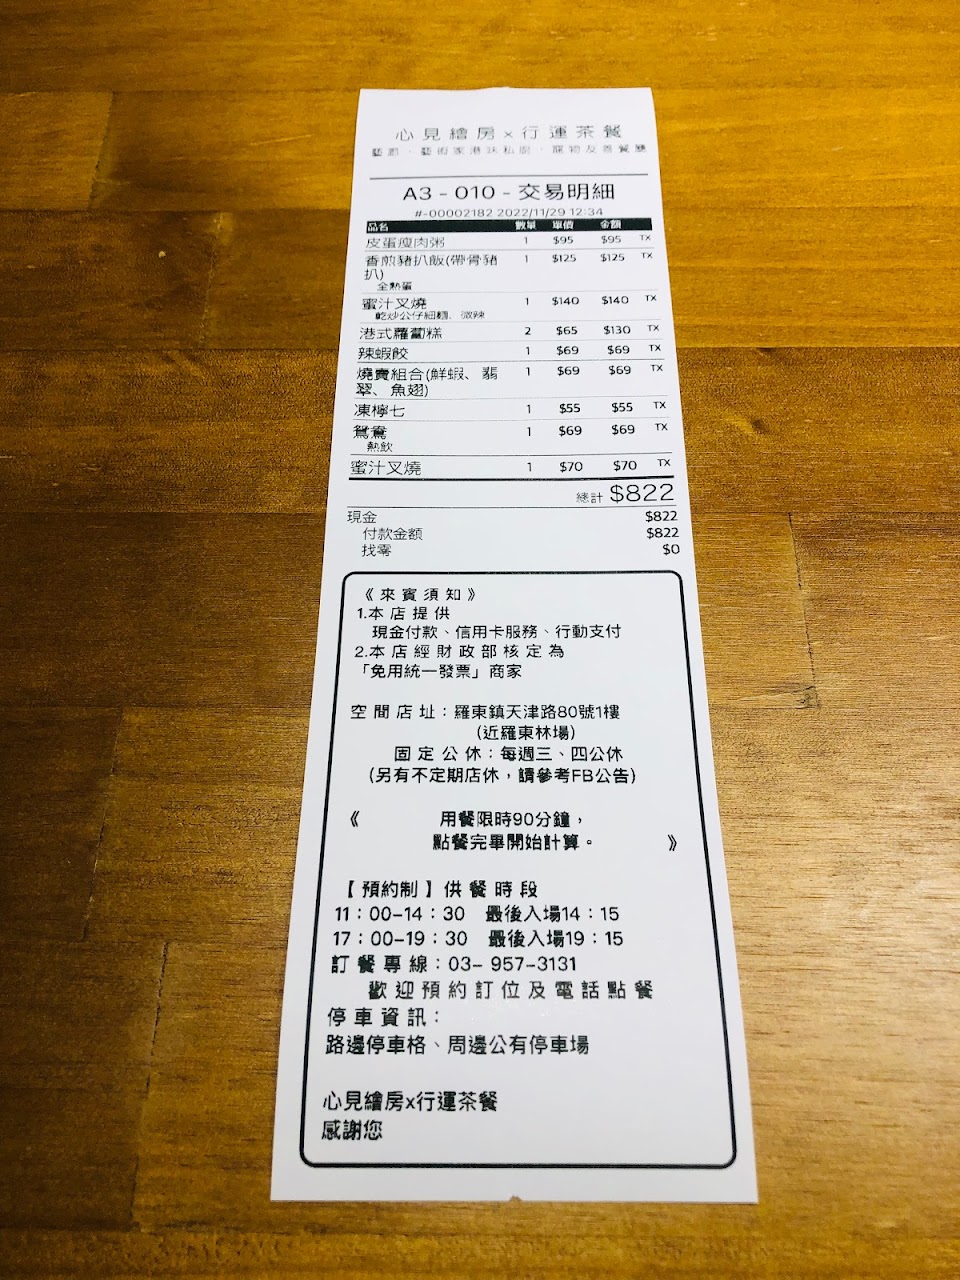 心見繪房×行運茶餐
藝廊．藝術家港味私廚．寵物友善餐廳
A3 - 010 - 交易明細
#-00002182 2022/11/29 12:34
品名 數量 單價 金額
皮蛋瘦肉粥 1 $95 $95 TX
香煎豬扒飯(帶骨豬 1 $125 $125 TX
扒)
全熟蛋
蜜汁叉燒 1 $140 $140 TX
乾炒公仔細麵、微辣
港式蘿蔔糕 2 $65 $130 TX
辣蝦餃 1 $69 $69 TX
燒賣組合(鮮蝦、翡 1 $69 $69 TX
翠、魚翅)
凍檸七 1 $55 $55 TX
鴛鴦 1 $69 $69 TX
熱飲
蜜汁叉燒 1 $70 $70 TX
總計 $822
現金 $822
付款金額 $822
找零 $0
《來賓須知》
1.本店提供
現金付款、信用卡服務、行動支付
2.本店經財政部核定為
「免用統一發票」商家
空間店址：羅東鎮天津路80號1樓
(近羅東林場)
固定公休：每週三、四公休
(另有不定期店休，請參考FB公告)
《 用餐限時90分鐘，
點餐完畢開始計算。 》
【預約制】供餐時段
11：00-14：30 最後入場14：15
17：00-19：30 最後入場19：15
訂餐專線：03- 957-3131
歡迎預約訂位及電話點餐
停車資訊：
路邊停車格、周邊公有停車場
心見繪房x行運茶餐
感謝您